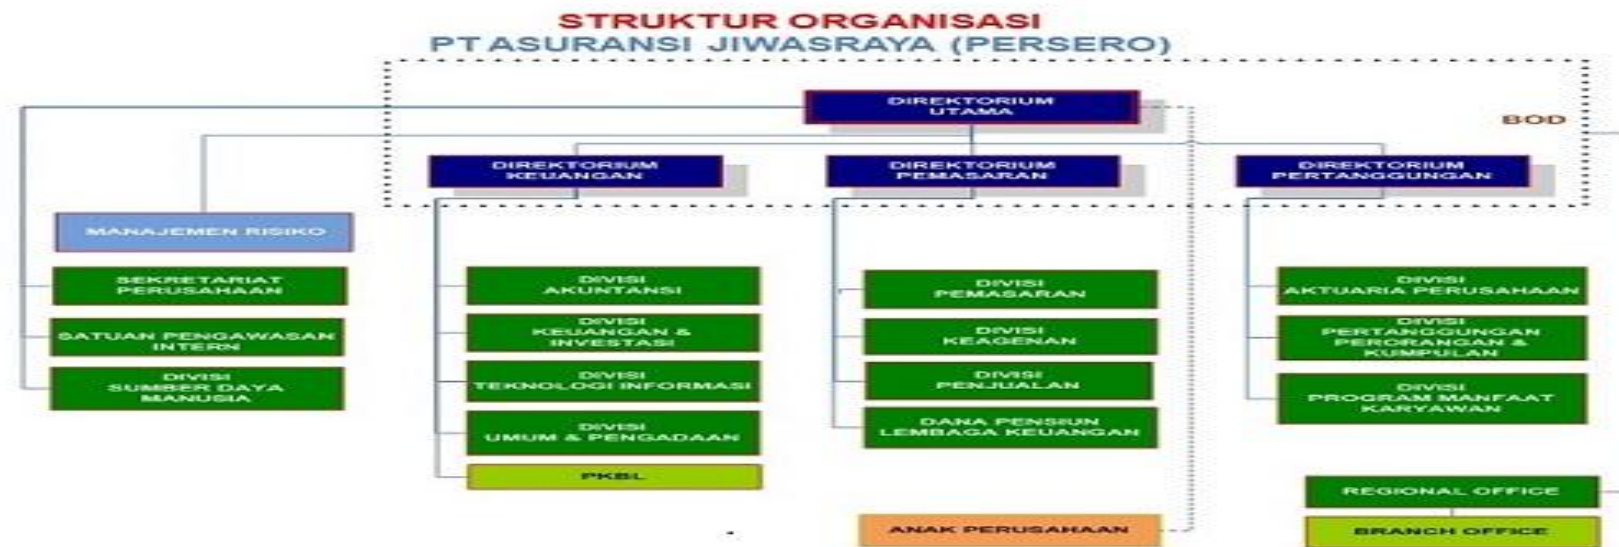 STRUKTUR ORGANISASI
PT ASURANSI JIWASRAYA (PERSERO)
DIREKTORIUM
UTAMA
BOD
DIREKTORIUM
KEUANGAN
DIREKTORIUM
PEMASARAN
DIREKTORIUM
PERTANGGUNGAN
MANAJEMEN RISIKO
SEKRETARIAT
PERUSAHAAN
SATUAN PENGAWASAN
INTERN
DIVISI
SUMBER DAYA
MANUSIA
DIVISI
AKUNTANSI
DIVISI
KEUANGAN &
INVESTASI
DIVISI
TEKNOLOGI INFORMASI
DIVISI
UMUM & PENGADAAN
PKBL
DIVISI
PEMASARAN
DIVISI
KEAGENAN
DIVISI
PENJUALAN
DANA PENSIUN
LEMBAGA KEUANGAN
DIVISI
AKTUARIA PERUSAHAAN
DIVISI
PERTANGGUNGAN
PERORANGAN &
KUMPULAN
DIVISI
PROGRAM MANFAAT
KARYAWAN
REGIONAL OFFICE
ANAK PERUSAHAAN
BRANCH OFFICE